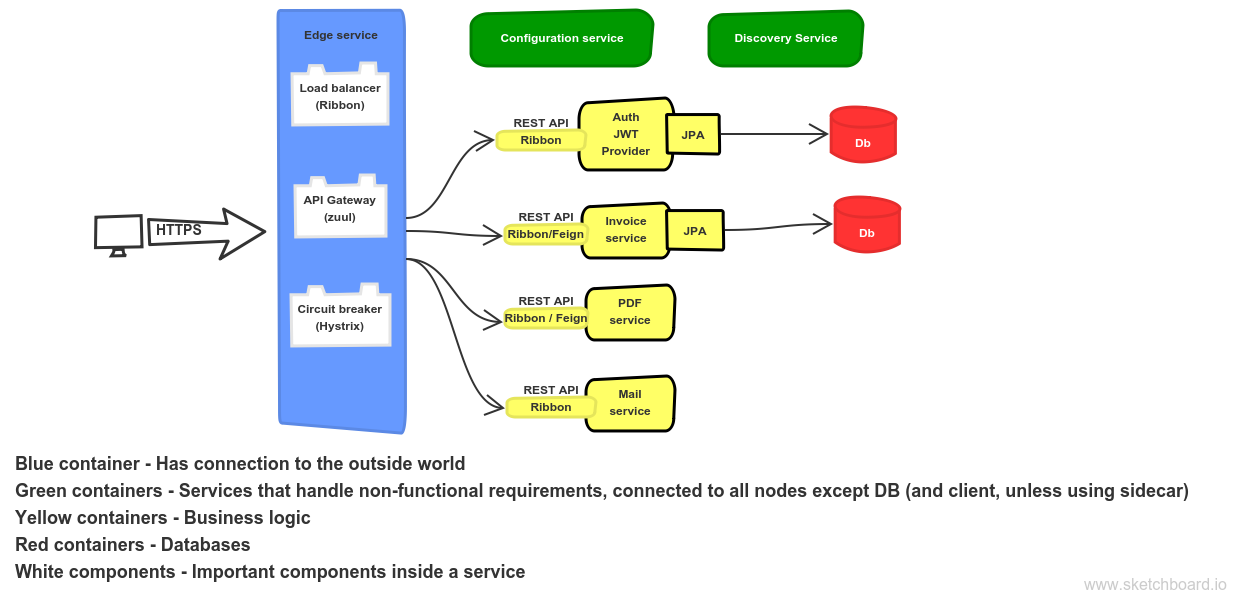 Edge service
Configuration service
Discovery Service
Load balancer
(Ribbon)
REST API
Ribbon
Auth
JWT
Provider
JPA
Db
API Gateway
(zuul)
HTTPS
REST API
Ribbon/Feign
Invoice
service
JPA
Db
Circuit breaker
(Hystrix)
REST API
Ribbon / Feign
PDF
service
REST API
Ribbon
Mail
service
Blue container - Has connection to the outside world
Green containers - Services that handle non-functional requirements, connected to all nodes except DB (and client, unless using sidecar)
Yellow containers - Business logic
Red containers - Databases
White components - Important components inside a service
www.sketchboard.io